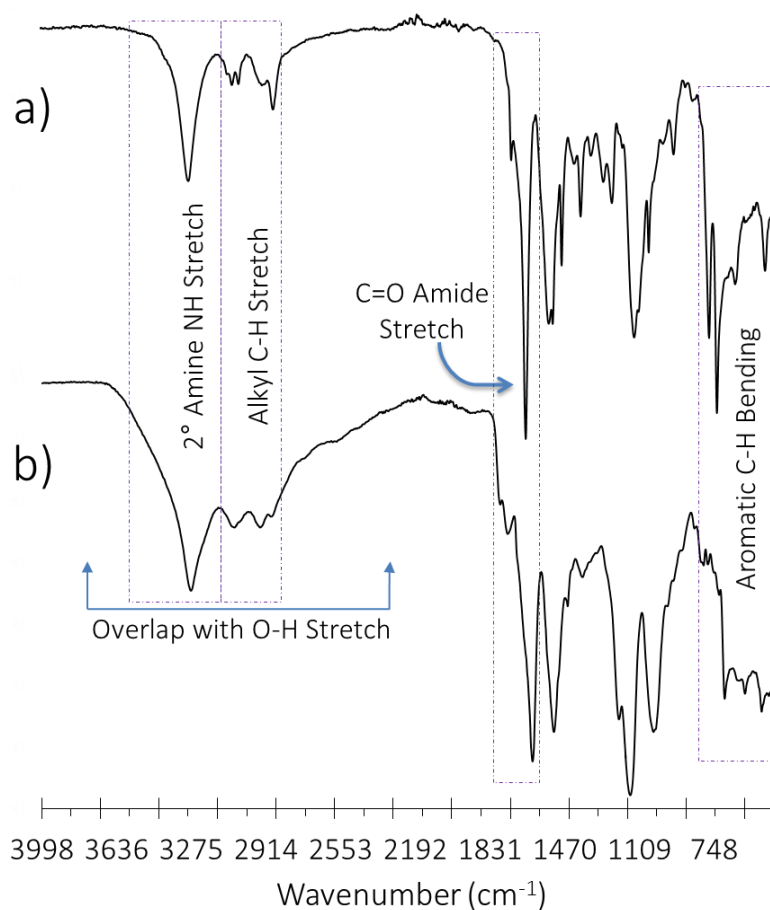 a)
2° Amine NH Stretch
Alkyl C-H Stretch
C=O Amide
Stretch
Aromatic C-H Bending
b)
Overlap with O-H Stretch
3998 3636 3275 2914 2553 2192 1831 1470 1109 748
Wavenumber (cm⁻¹)